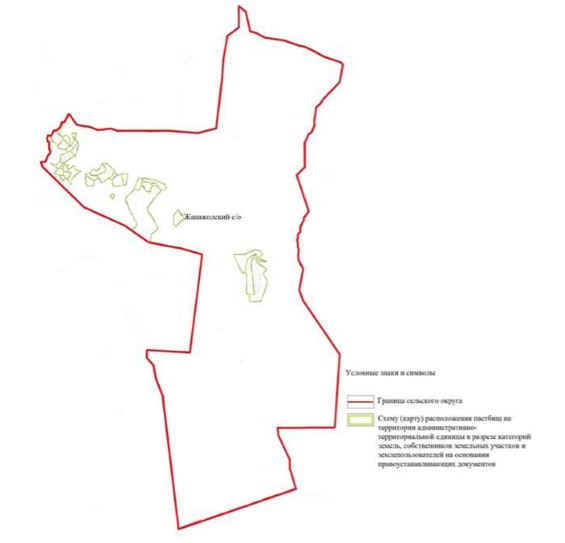 Жанажолский с/о
Условные знаки и символы
Граница сельского округа
Схему (карту) расположения пастбищ на
территории административно-
территориальной единицы в разрезе категорий
земель, собственников земельных участков и
землепользователей на основании
правоустававливающих документов